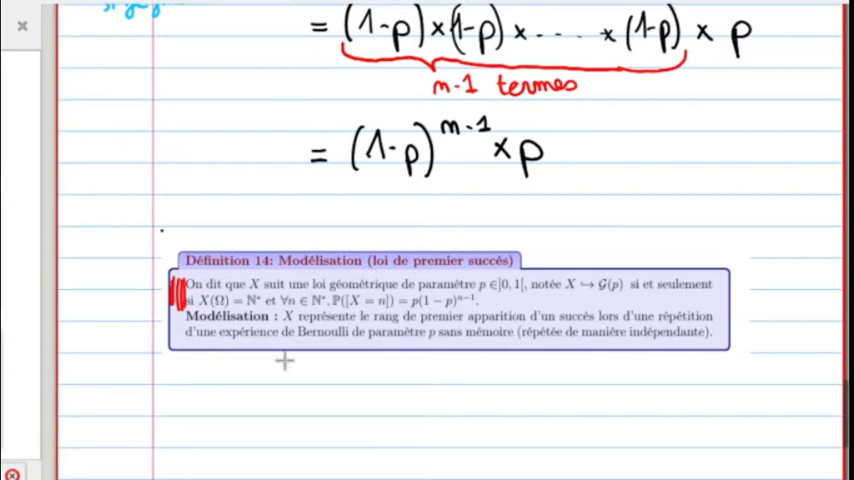 = (1-p)×(1-p)×....×(1-p) × p
n-1 termes
= (1-p)^{n-1} × p
Définition 14: Modélisation (loi de premier succès)
On dit que X suit une loi géométrique de paramètre p ∈]0, 1[, notée X ↪ 𝒢(p) si et seulement
si X(Ω) = ℕ* et ∀n ∈ ℕ*, ℙ([X = n]) = p(1 − p)ⁿ⁻¹.
Modélisation : X représente le rang de premier apparition d'un succès lors d'une répétition
d'une expérience de Bernoulli de paramètre p sans mémoire (répétée de manière indépendante).